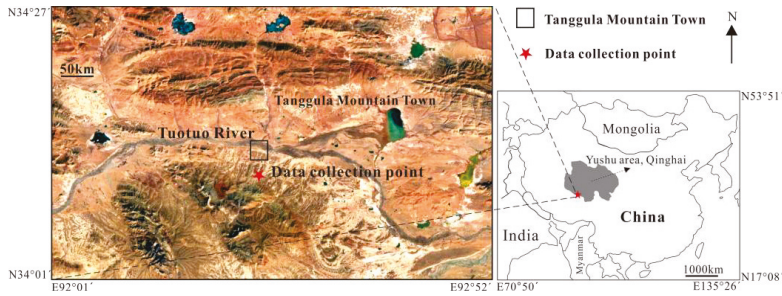 N34°27'
50km
Tanggula Mountain Town
Tuotuo River
Data collection point
N34°01'
E92°01'
E92°52'
Tanggula Mountain Town
Data collection point
N
N53°51'
Mongolia
Yushu area, Qinghai
China
India
Myanmar
1000km
N17°08'
E70°50'
E135°26'